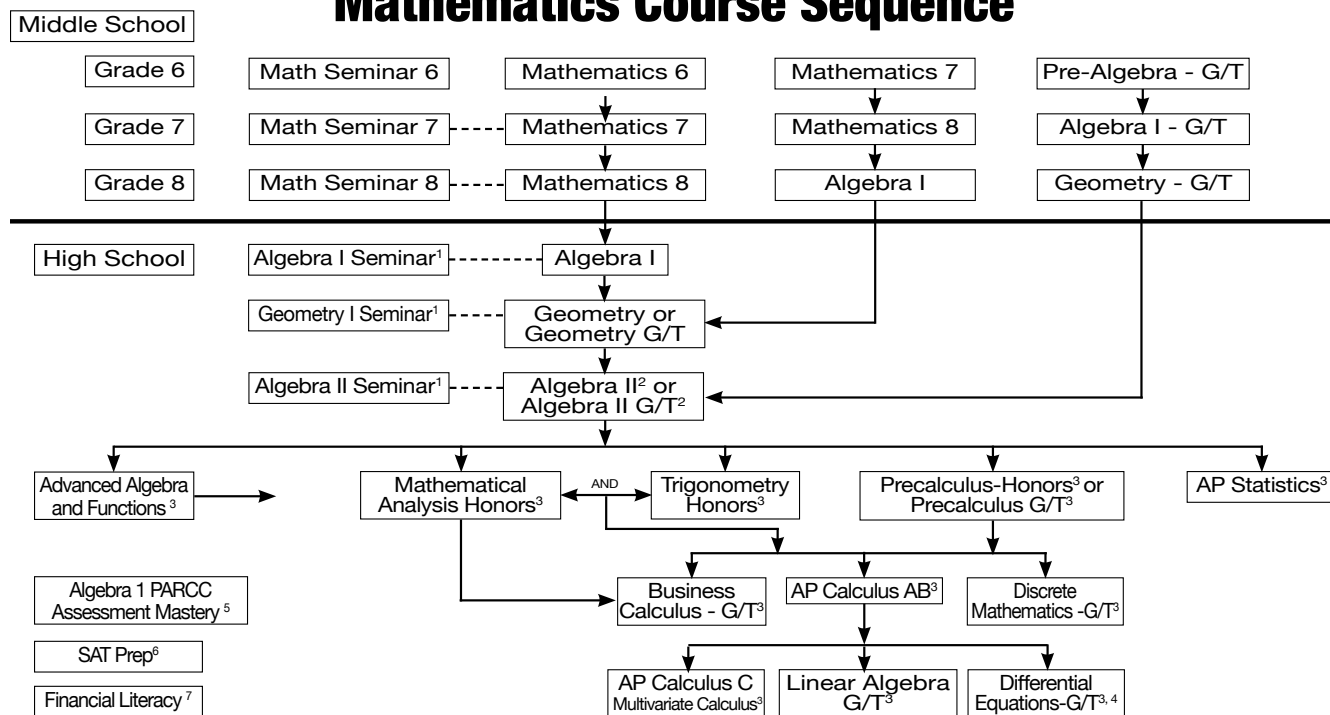 Mathematics Course Sequence
Middle School
Grade 6
Math Seminar 6
Mathematics 6
Mathematics 7
Pre-Algebra - G/T
Grade 7
Math Seminar 7
Mathematics 7
Mathematics 8
Algebra I - G/T
Grade 8
Math Seminar 8
Mathematics 8
Algebra I
Geometry - G/T
High School
Algebra I Seminar¹
Algebra I
Geometry I Seminar¹
Geometry or
Geometry G/T
Algebra II Seminar¹
Algebra II² or
Algebra II G/T²
Advanced Algebra
and Functions ³
Mathematical
Analysis Honors³
AND
Trigonometry
Honors³
Precalculus-Honors³ or
Precalculus G/T³
AP Statistics³
Algebra 1 PARCC
Assessment Mastery ⁵
Business
Calculus - G/T³
AP Calculus AB³
Discrete
Mathematics -G/T³
SAT Prep⁶
Financial Literacy ⁷
AP Calculus C
Multivariate Calculus³
Linear Algebra
G/T³
Differential
Equations-G/T³, ⁴